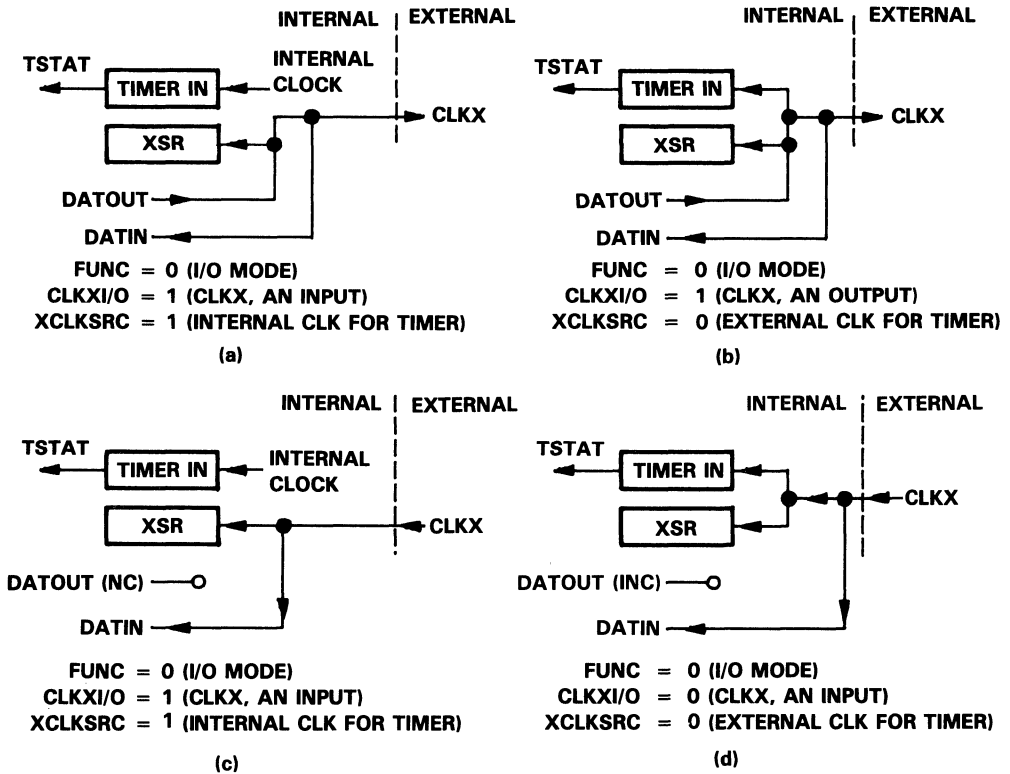 INTERNAL EXTERNAL
TSTAT
TIMER IN
INTERNAL
CLOCK
CLKX
XSR
DATOUT
DATIN
FUNC = 0 (I/O MODE)
CLKXI/O = 1 (CLKX, AN INPUT)
XCLKSRC = 1 (INTERNAL CLK FOR TIMER)
(a)
INTERNAL EXTERNAL
TSTAT
TIMER IN
CLKX
XSR
DATOUT
DATIN
FUNC = 0 (I/O MODE)
CLKXI/O = 1 (CLKX, AN OUTPUT)
XCLKSRC = 0 (EXTERNAL CLK FOR TIMER)
(b)
INTERNAL EXTERNAL
TSTAT
TIMER IN
INTERNAL
CLOCK
XSR
CLKX
DATOUT (NC)
DATIN
FUNC = 0 (I/O MODE)
CLKXI/O = 1 (CLKX, AN INPUT)
XCLKSRC = 1 (INTERNAL CLK FOR TIMER)
(c)
INTERNAL EXTERNAL
TSTAT
TIMER IN
CLKX
XSR
DATOUT (INC)
DATIN
FUNC = 0 (I/O MODE)
CLKXI/O = 0 (CLKX, AN INPUT)
XCLKSRC = 0 (EXTERNAL CLK FOR TIMER)
(d)